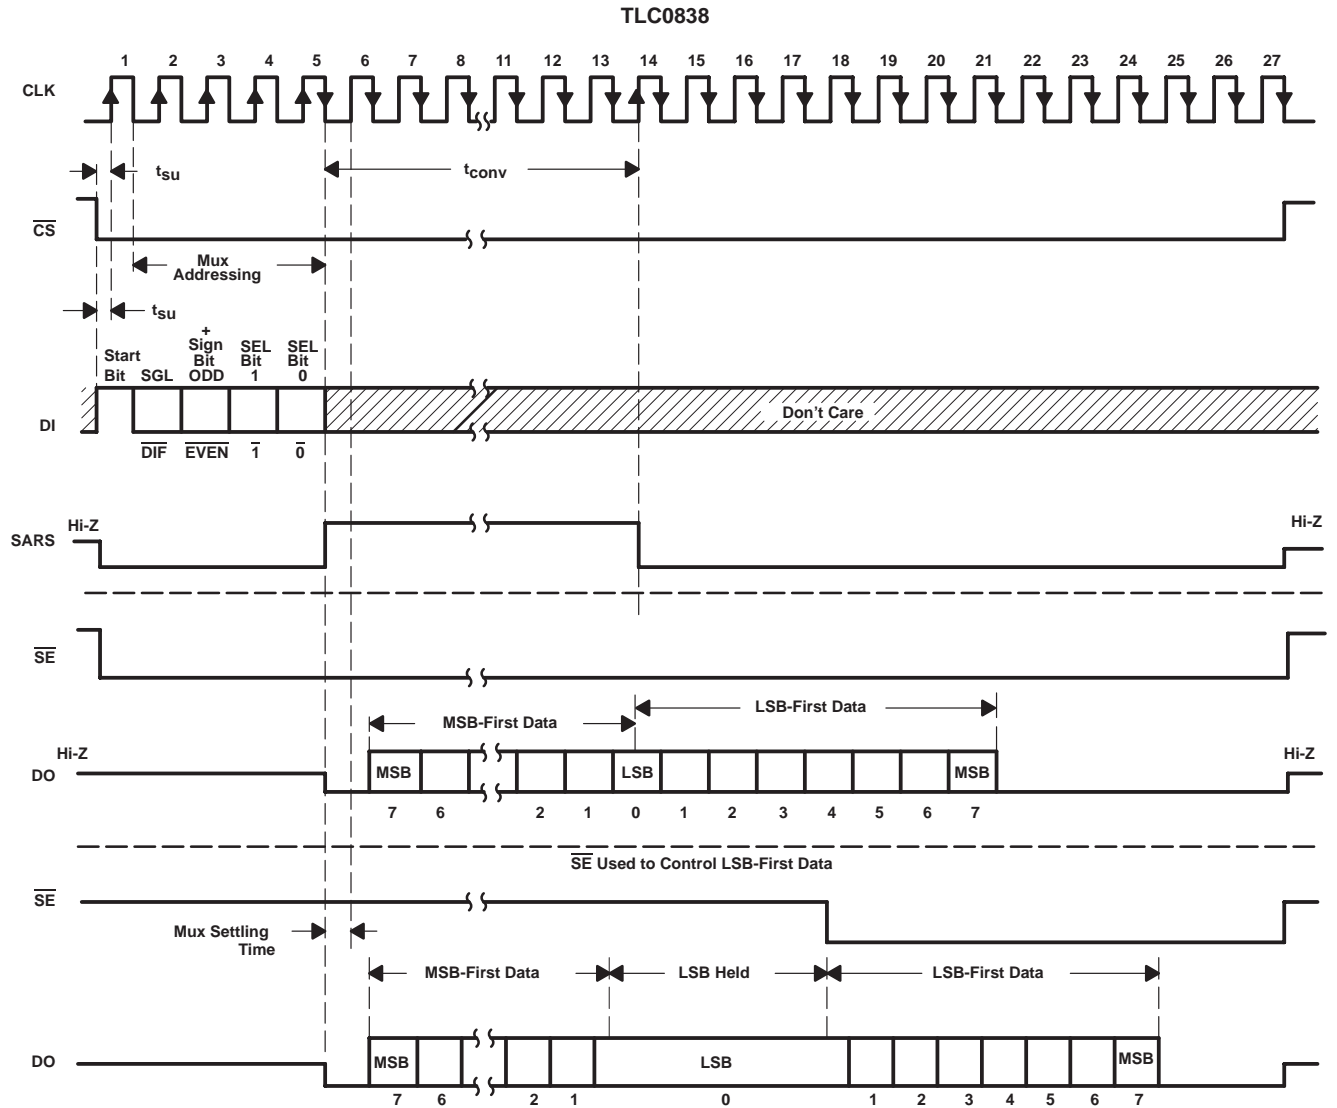 TLC0838
1 2 3 4 5 6 7 8 11 12 13 14 15 16 17 18 19 20 21 22 23 24 25 26 27
CLK
tsu
tconv
CS
Mux
Addressing
tsu
Start
Bit
SGL
+
Sign
Bit
ODD
SEL
Bit
1
SEL
Bit
0
DI
Don't Care
DIF EVEN 1 0
Hi-Z
SARS
Hi-Z
SE
MSB-First Data
LSB-First Data
Hi-Z
DO
MSB
LSB
MSB
Hi-Z
7 6 2 1 0 1 2 3 4 5 6 7
SE Used to Control LSB-First Data
SE
Mux Settling
Time
MSB-First Data
LSB Held
LSB-First Data
DO
MSB
LSB
MSB
7 6 2 1 0 1 2 3 4 5 6 7